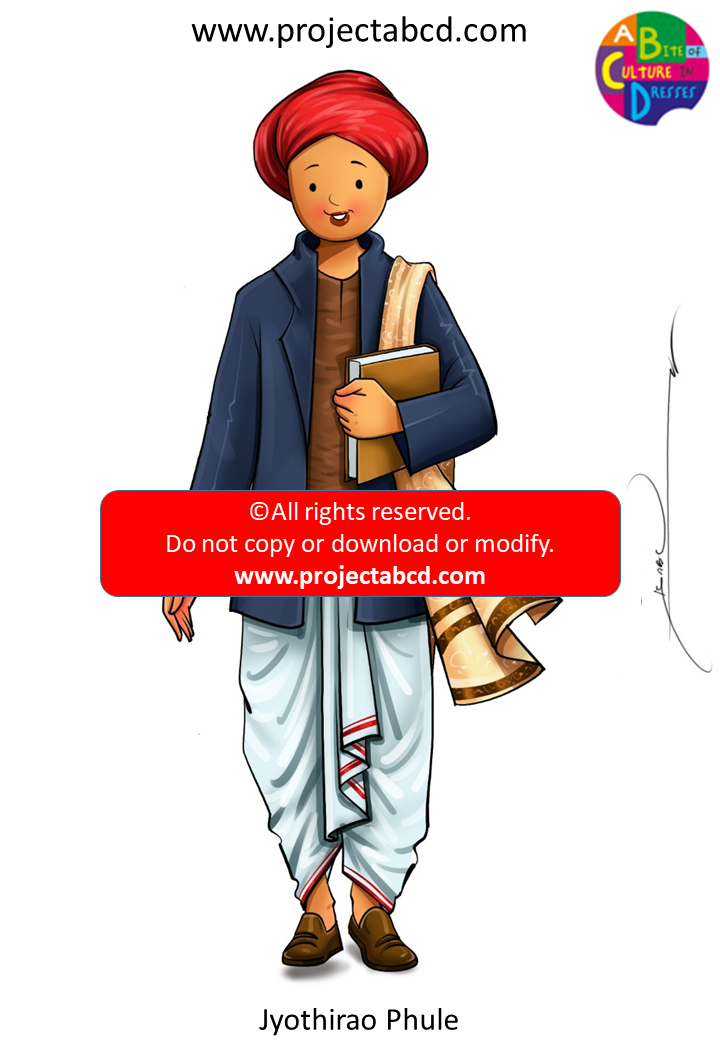 www.projectabcd.com
A BITE OF
CULTURE IN
DRESSES
©All rights reserved.
Do not copy or download or modify.
www.projectabcd.com
Jyothirao Phule